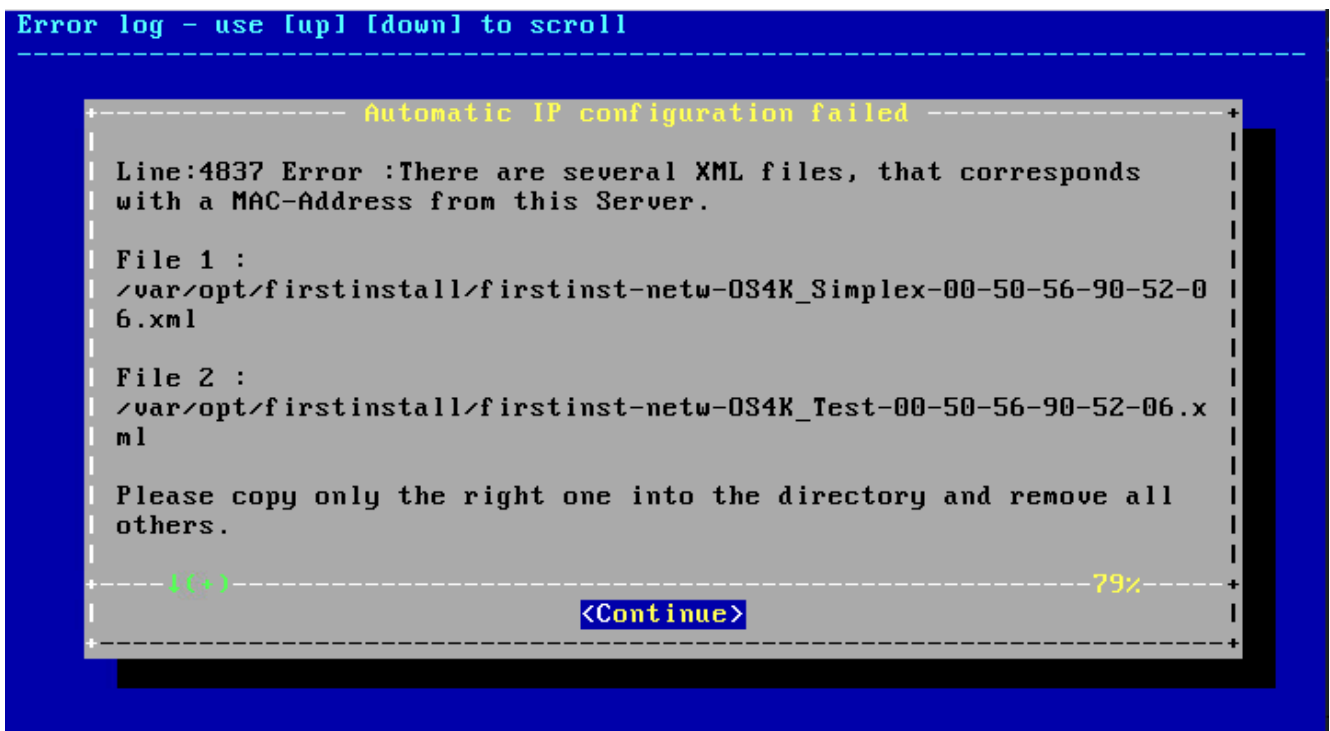 Error log - use [up] [down] to scroll
Automatic IP configuration failed
Line:4837 Error :There are several XML files, that corresponds
with a MAC-Address from this Server.
File 1 :
/var/opt/firstinstall/firstinst-netw-OS4K_Simplex-00-50-56-90-52-0
6.xml
File 2 :
/var/opt/firstinstall/firstinst-netw-OS4K_Test-00-50-56-90-52-06.x
ml
Please copy only the right one into the directory and remove all
others.
↓(+) 79%
<Continue>